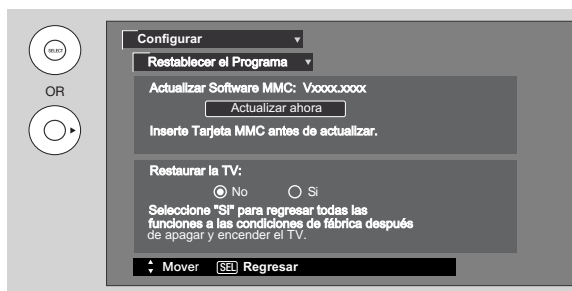 SELECT
OR
Configurar
Restablecer el Programa
Actualizar Software MMC: Vxxxx.xxxx
Actualizar ahora
Inserte Tarjeta MMC antes de actualizar.
Restaurar la TV:
No Si
Seleccione "Si" para regresar todas las
funciones a las condiciones de fábrica después
de apagar y encender el TV.
Mover SEL Regresar